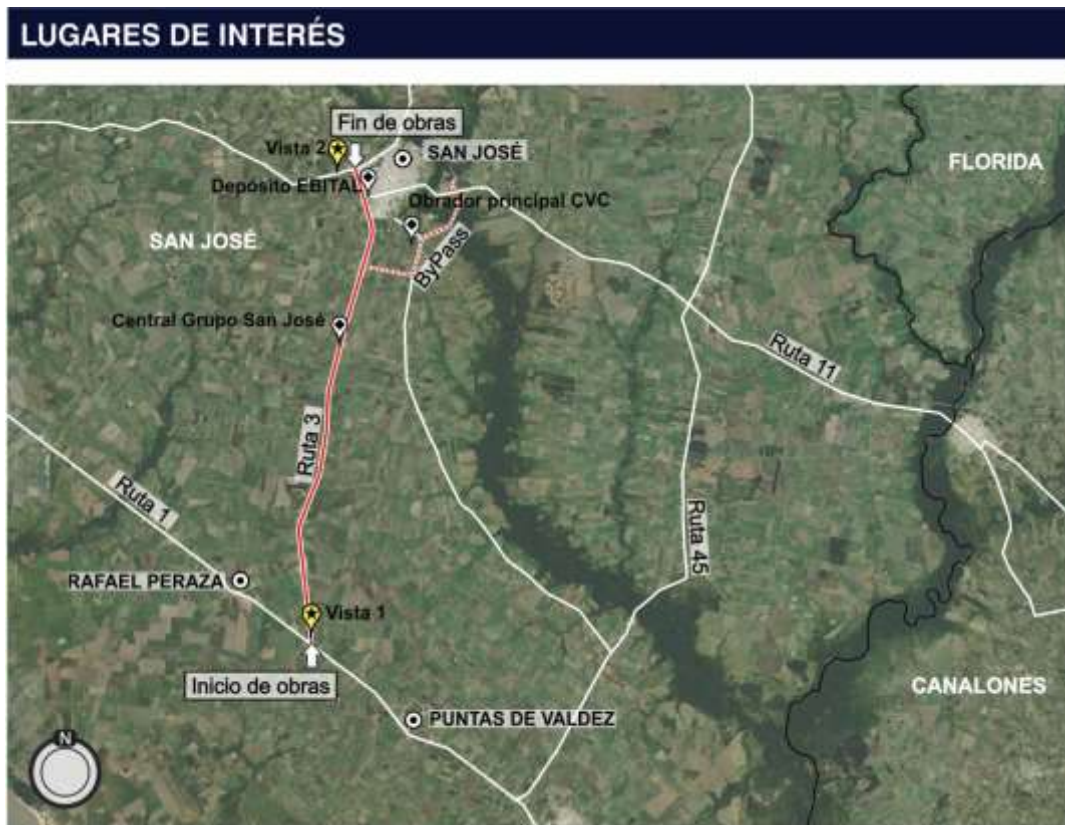 LUGARES DE INTERÉS
Fin de obras
Vista 2
SAN JOSÉ
FLORIDA
Depósito EBITAL
Obrador principal CVC
SAN JOSÉ
ByPass
Central Grupo San José
Ruta 11
Ruta 3
Ruta 1
Ruta 45
RAFAEL PERAZA
Vista 1
Inicio de obras
CANALONES
PUNTAS DE VALDEZ
N